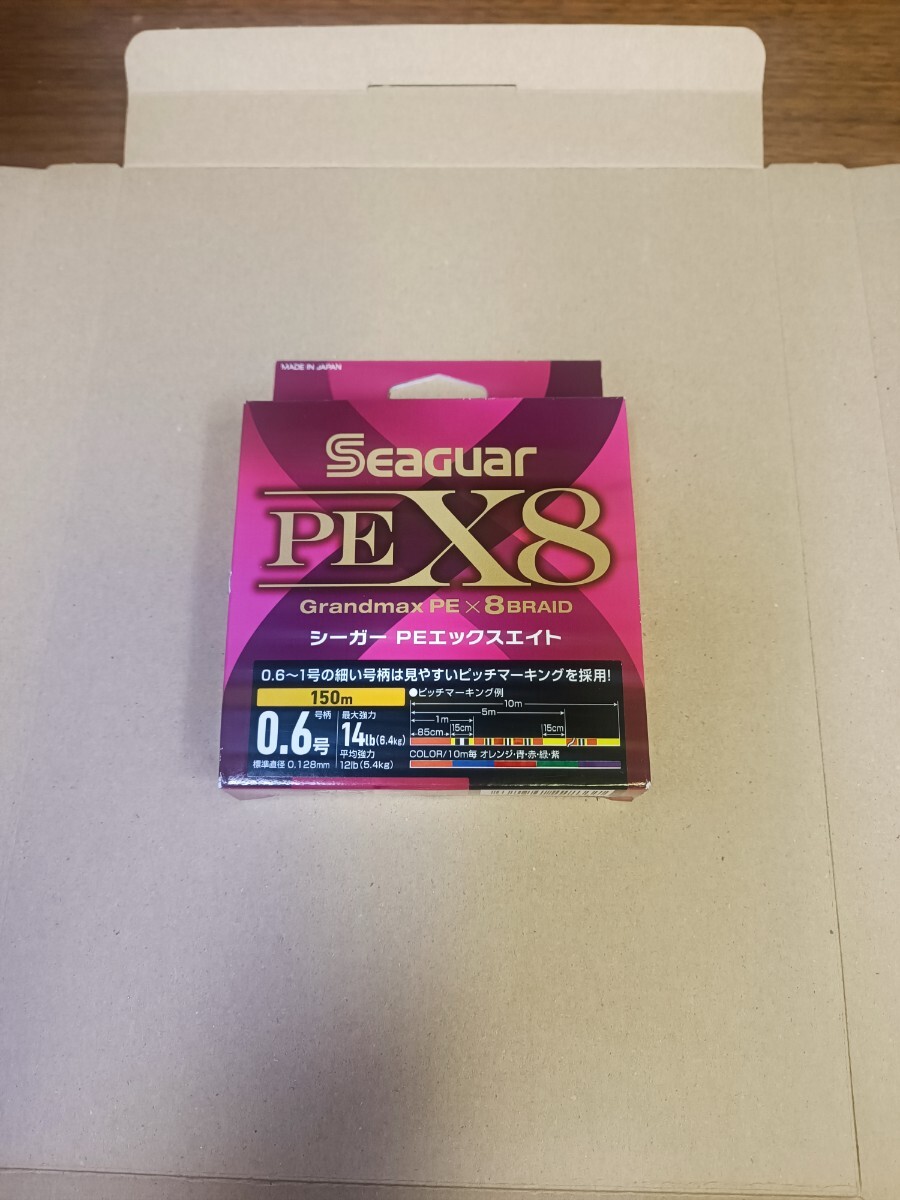 MADE IN JAPAN
Seaguar
PE X8
Grandmax PE×8 BRAID
シーガー PEエックスエイト
0.6〜1号の細い号柄は見やすいピッチマーキングを採用!
150m
号柄
0.6号
標準直径 0.128mm
最大強力
14lb(6.4kg)
平均強力
12lb(5.4kg)
●ピッチマーキング例
10m
5m
1m
85cm
15cm
15cm
COLOR/10m毎 オレンジ・青・赤・緑・紫